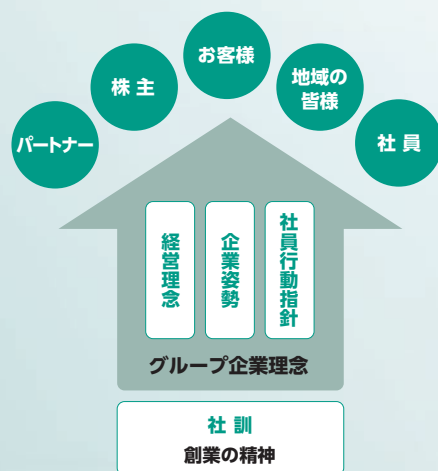 お客様
株主
地域の
皆様
パートナー
社員
経営理念
企業姿勢
社員行動指針
グループ企業理念
社訓
創業の精神